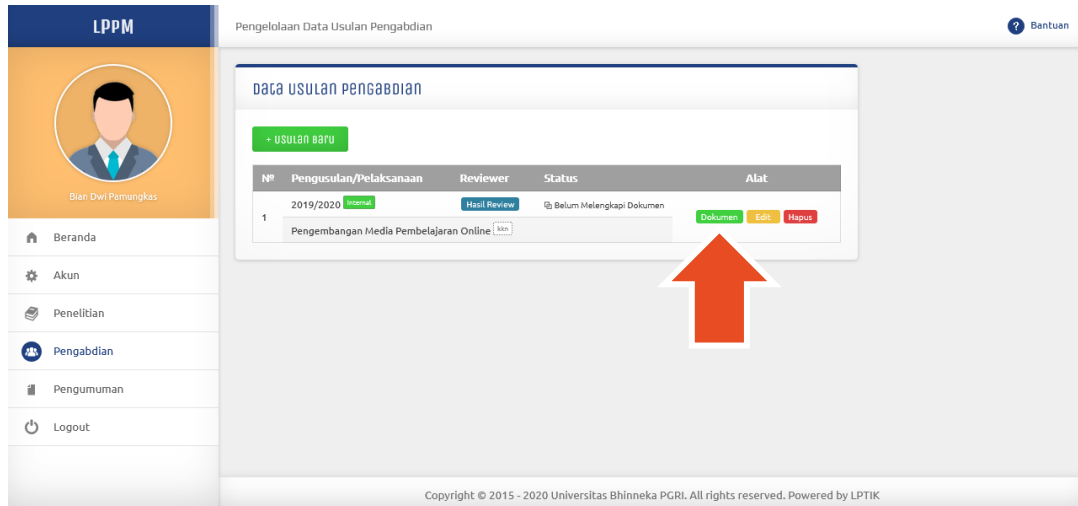 LPPM
Pengelolaan Data Usulan Pengabdian
? Bantuan
Bian Dwi Pamungkas
Beranda
Akun
Penelitian
Pengabdian
Pengumuman
Logout
Data Usulan Pengabdian
+ Usulan Baru
Nº Pengusulan/Pelaksanaan Reviewer Status Alat
1 2019/2020 Internal Hasil Review Belum Melengkapi Dokumen Dokumen Edit Hapus
Pengembangan Media Pembelajaran Online kkn
Copyright © 2015 - 2020 Universitas Bhinneka PGRI. All rights reserved. Powered by LPTIK